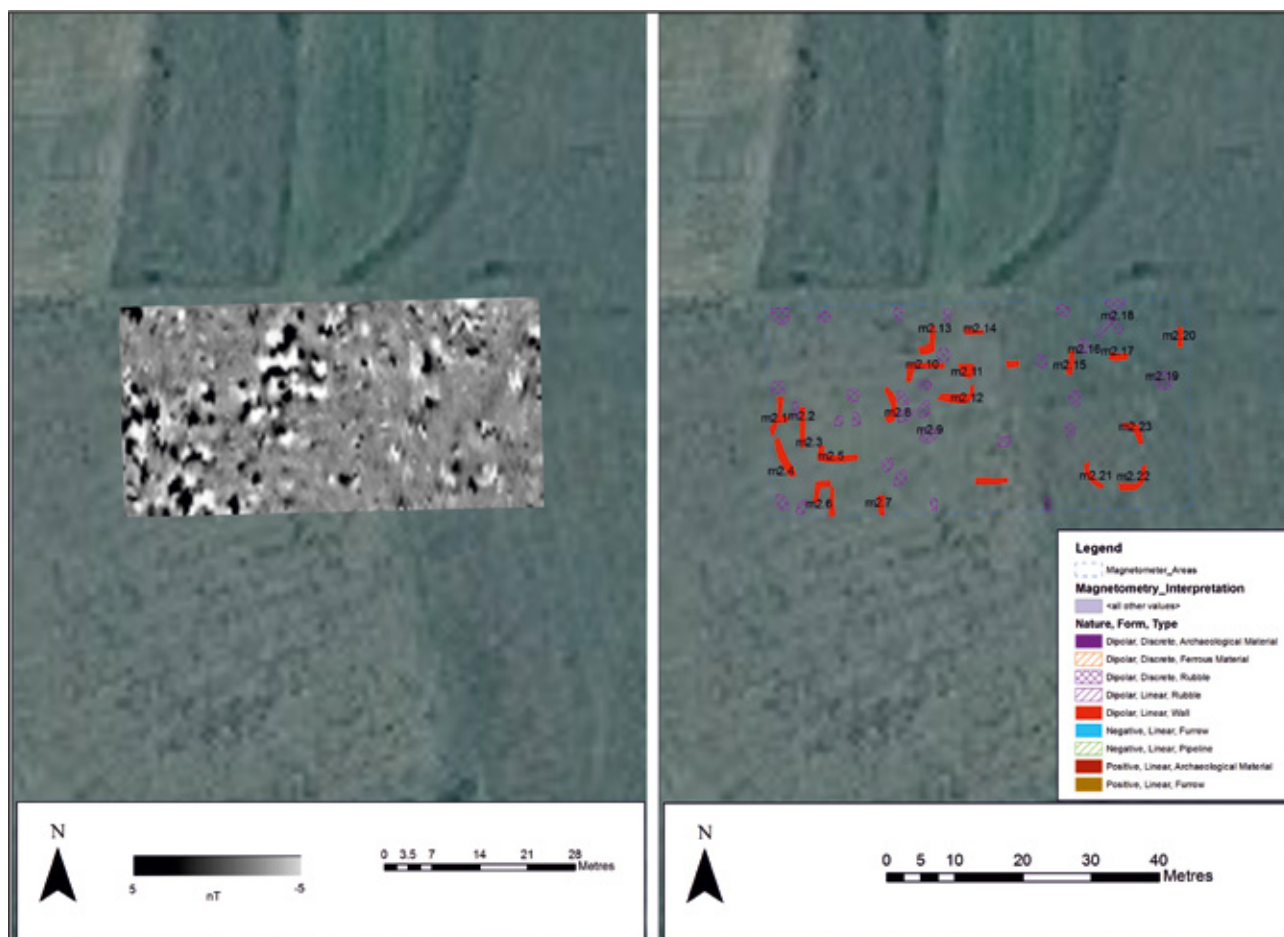 m2.18
m2.13
m2.14
m2.20
m2.16
m2.17
m2.10
m2.11
m2.15
m2.19
m2.12
m2.1
m2.2
m2.8
m2.9
m2.23
m2.3
m2.5
m2.4
m2.21
m2.22
m2.6
m2.7
Legend
Magnetometer_Areas
Magnetometry_Interpretation
<all other values>
Nature, Form, Type
Dipolar, Discrete, Archaeological Material
Dipolar, Discrete, Ferrous Material
Dipolar, Discrete, Rubble
Dipolar, Linear, Rubble
Dipolar, Linear, Wall
Negative, Linear, Furrow
Negative, Linear, Pipeline
Positive, Linear, Archaeological Material
Positive, Linear, Furrow
N
5 -5
nT
0 3.5 7 14 21 28
Metres
N
0 5 10 20 30 40
Metres